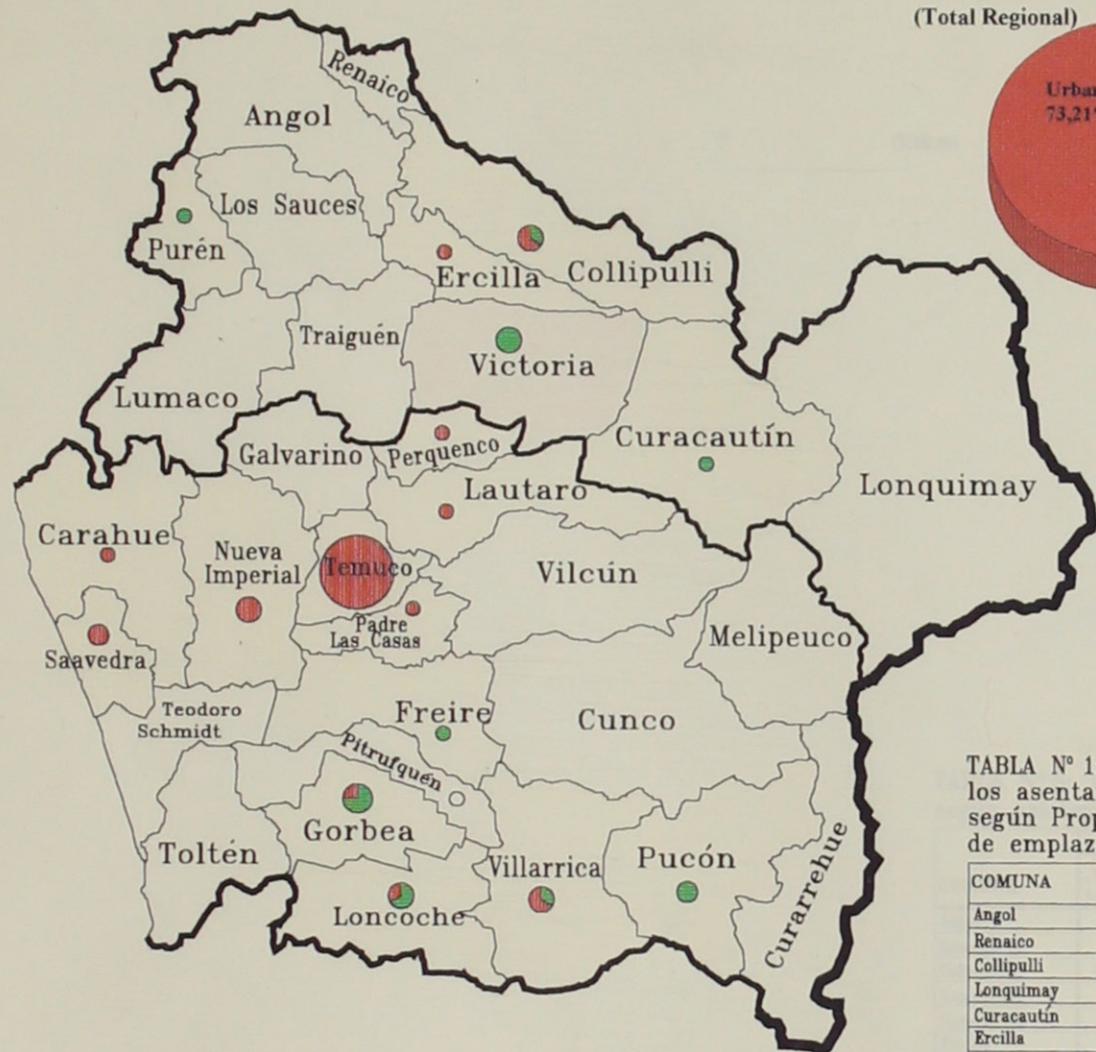 (Total Regional)
73,21
Renaico
Angol
Los Sauces
Purén
Ercilla
Collipulli
Traiguén
Victoria
Lumaco
Galvarino
Perquenco
Curacautín
Lautaro
Lonquimay
Carahue
Nueva
Imperial
Temuco
Vilcún
Padre
Las Casas
Melipeuco
Saavedra
Teodoro
Schmidt
Freire
Cunco
Pitrufquén
Gorbea
Toltén
Villarrica
Pucón
Loncoche
Curarrehue
TABLA Nº 1
los asenta
según Prop
de emplaz
COMUNA
Angol
Renaico
Collipulli
Lonquimay
Curacautín
Ercilla